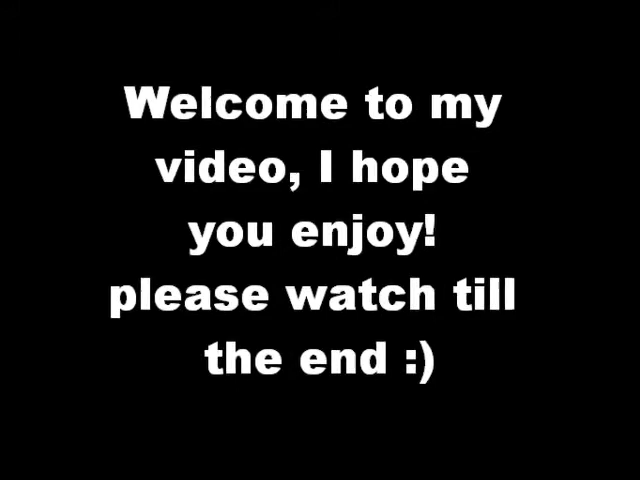 Welcome to my
video, I hope
you enjoy!
please watch till
the end :)